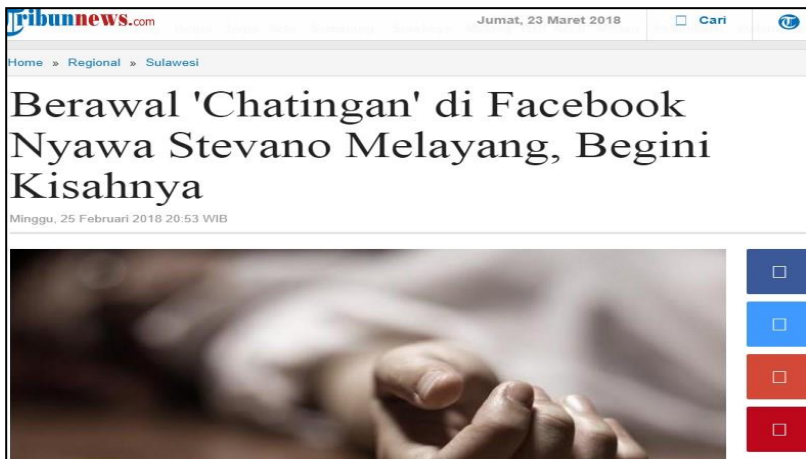 Tribunnews.com
Jumat, 23 Maret 2018
Cari
Home » Regional » Sulawesi
Berawal 'Chatingan' di Facebook
Nyawa Stevano Melayang, Begini
Kisahnya
Minggu, 25 Februari 2018 20:53 WIB